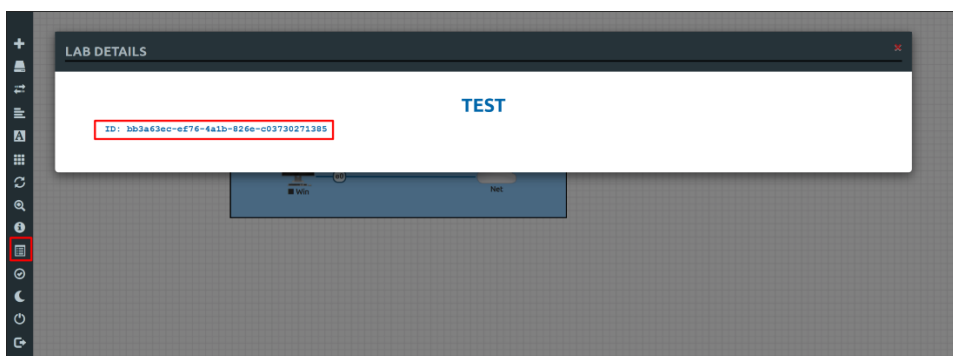 LAB DETAILS
×
TEST
ID: bb3a63ec-ef76-4a1b-826e-c03730271385
e0
Win
Net